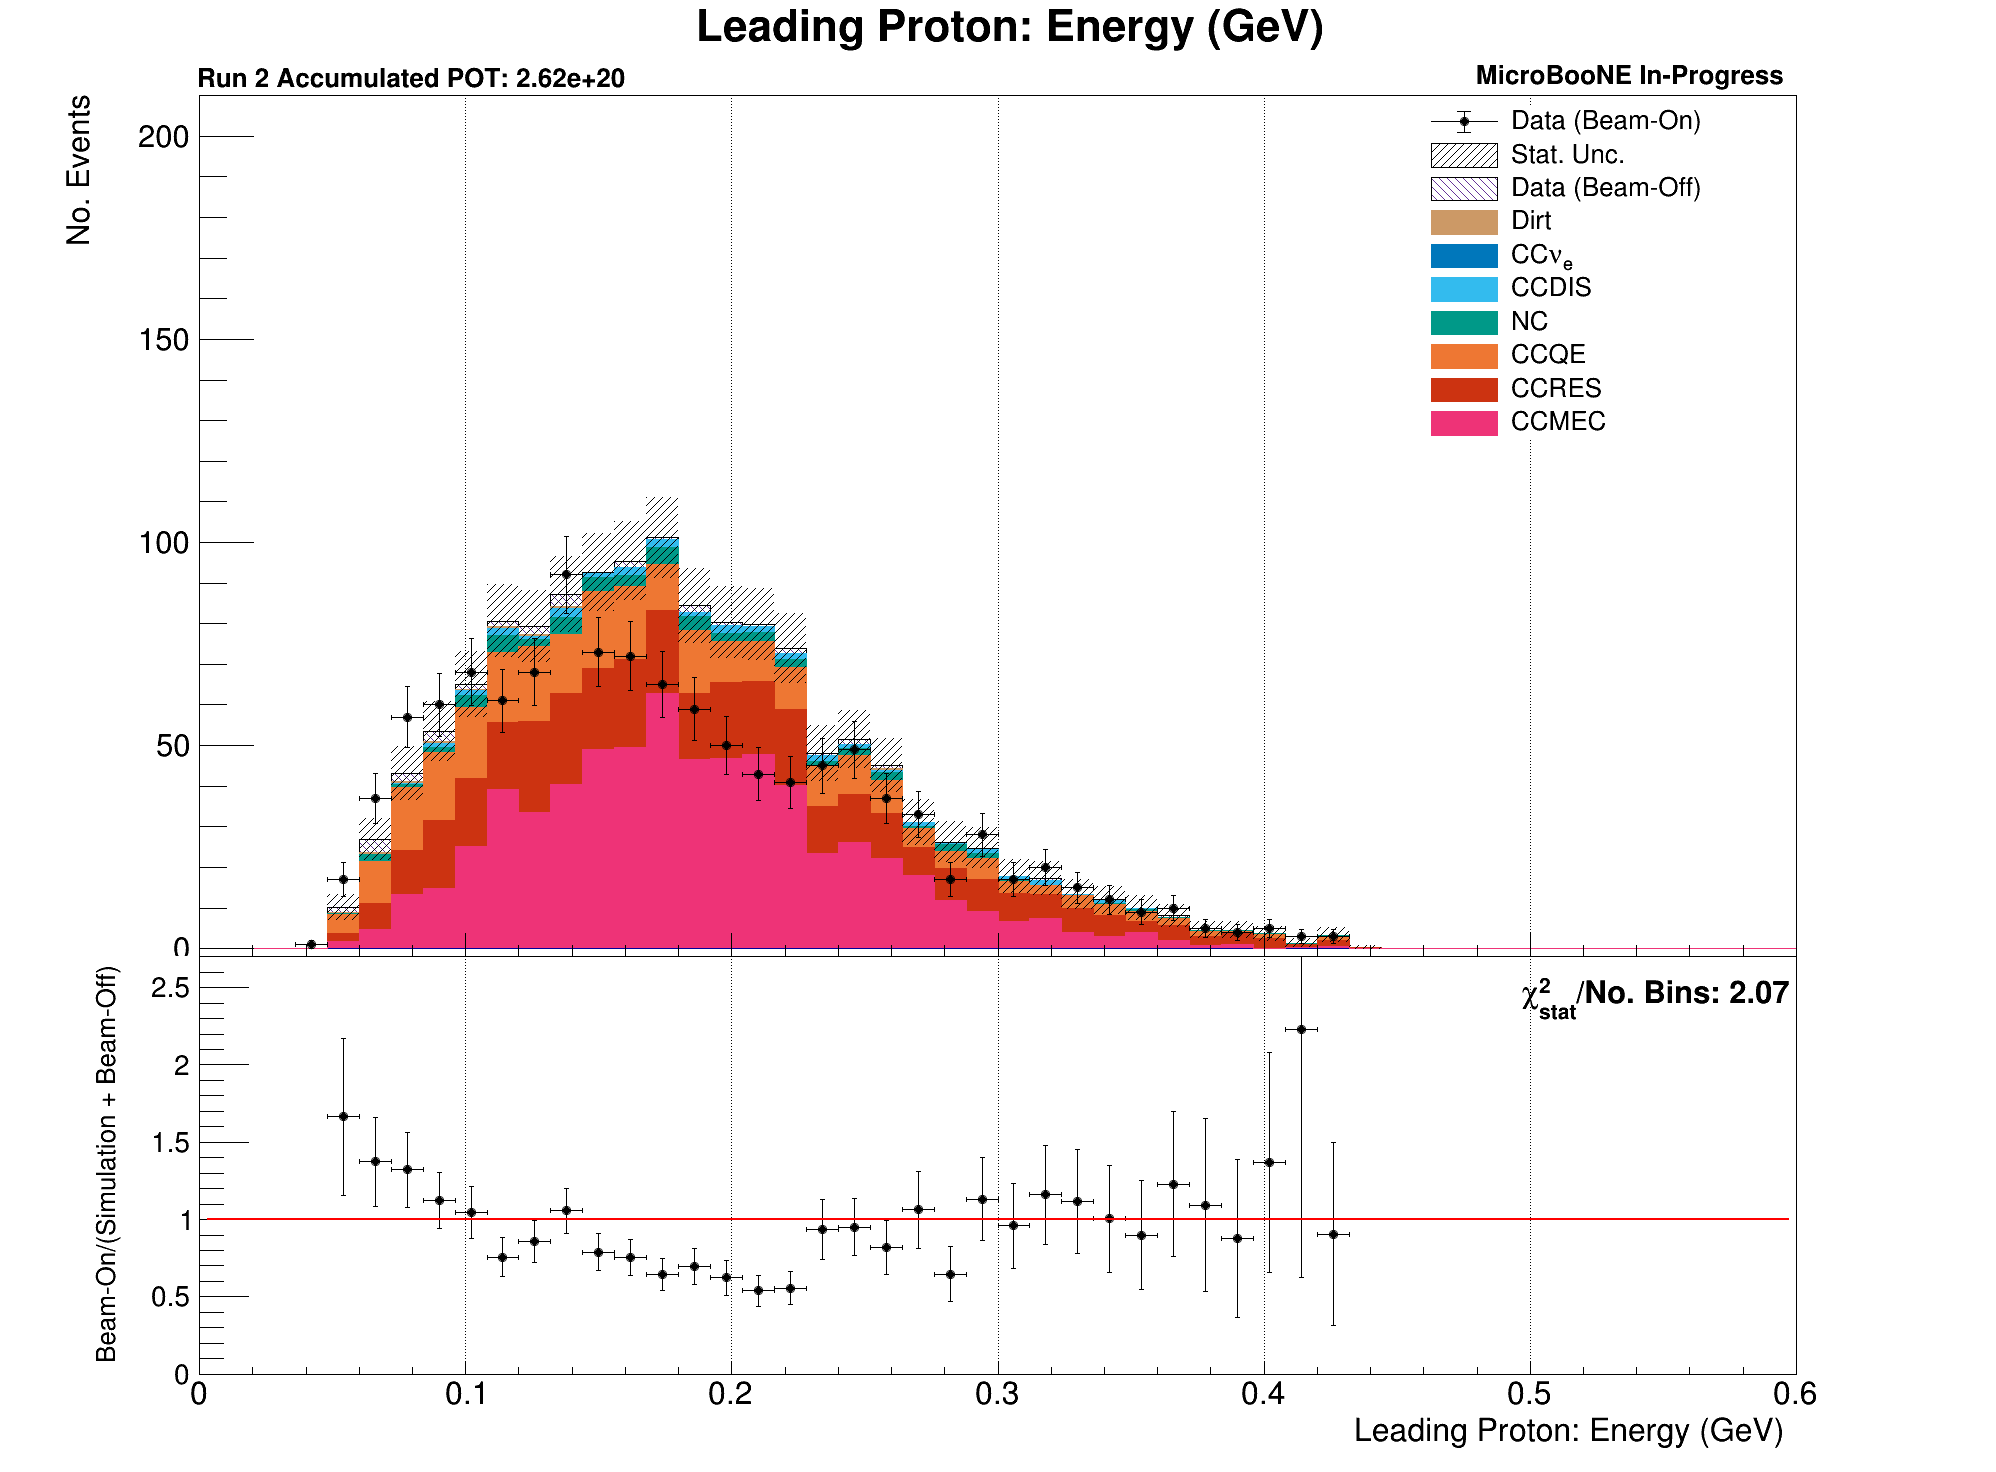 Leading Proton: Energy (GeV)
Run 2 Accumulated POT: 2.62e+20
MicroBooNE In-Progress
No. Events
200
150
100
50
0
Data (Beam-On)
Stat. Unc.
Data (Beam-Off)
Dirt
CCνe
CCDIS
NC
CCQE
CCRES
CCMEC
Beam-On/(Simulation + Beam-Off)
2.5
2
1.5
1
0.5
0
χ²stat/No. Bins: 2.07
0 0.1 0.2 0.3 0.4 0.5 0.6
Leading Proton: Energy (GeV)